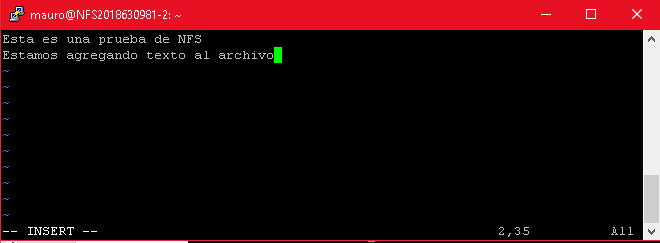 mauro@NFS2018630981-2: ~
Esta es una prueba de NFS
Estamos agregando texto al archivo
~
~
~
~
~
~
~
~
~
~
-- INSERT -- 2,35 All